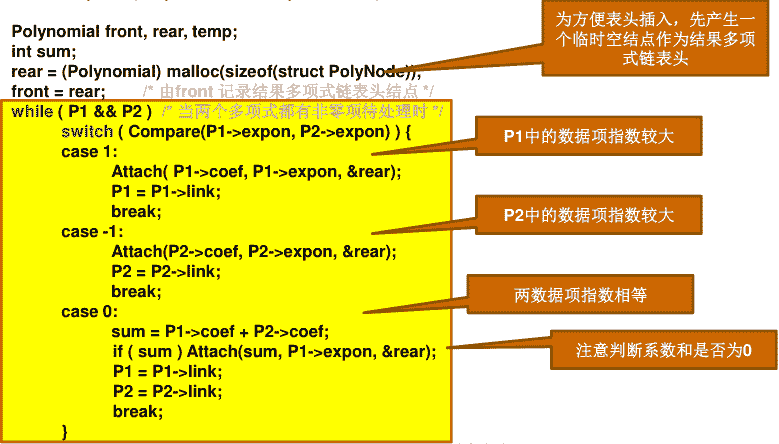 Polynomial front, rear, temp;
int sum;
rear = (Polynomial) malloc(sizeof(struct PolyNode));
front = rear; /* 由front 记录结果多项式链表头结点 */
while ( P1 && P2 ) /* 当两个多项式都有非零项待处理时 */
switch ( Compare(P1->expon, P2->expon) ) {
case 1:
Attach( P1->coef, P1->expon, &rear);
P1 = P1->link;
break;
case -1:
Attach(P2->coef, P2->expon, &rear);
P2 = P2->link;
break;
case 0:
sum = P1->coef + P2->coef;
if ( sum ) Attach(sum, P1->expon, &rear);
P1 = P1->link;
P2 = P2->link;
break;
}
为方便表头插入，先产生一
个临时空结点作为结果多项
式链表头
P1中的数据项指数较大
P2中的数据项指数较大
两数据项指数相等
注意判断系数和是否为0